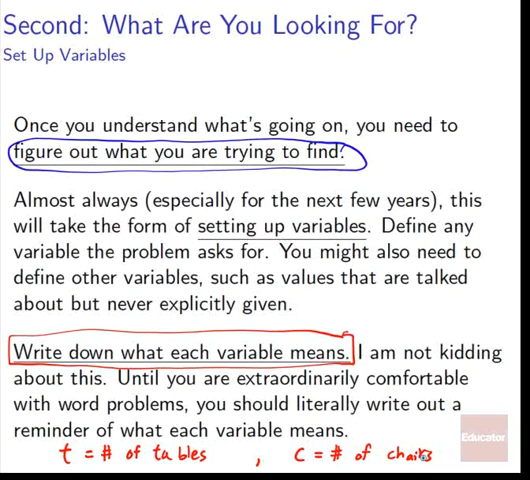 Second: What Are You Looking For?
Set Up Variables
Once you understand what's going on, you need to
figure out what you are trying to find?
Almost always (especially for the next few years), this
will take the form of setting up variables. Define any
variable the problem asks for. You might also need to
define other variables, such as values that are talked
about but never explicitly given.
Write down what each variable means. I am not kidding
about this. Until you are extraordinarily comfortable
with word problems, you should literally write out a
reminder of what each variable means.
Educator
t = # of tables , c = # of chairs